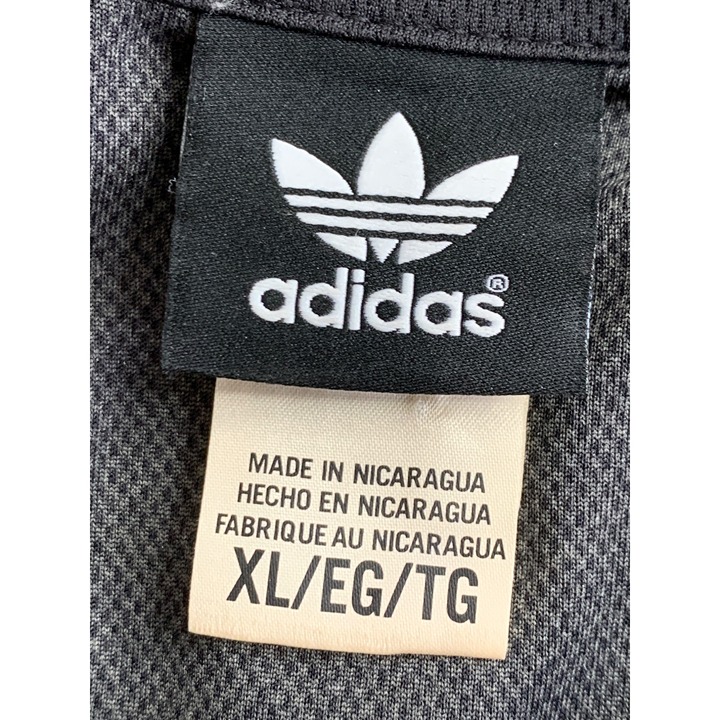 adidas®
MADE IN NICARAGUA
HECHO EN NICARAGUA
FABRIQUE AU NICARAGUA
XL/EG/TG